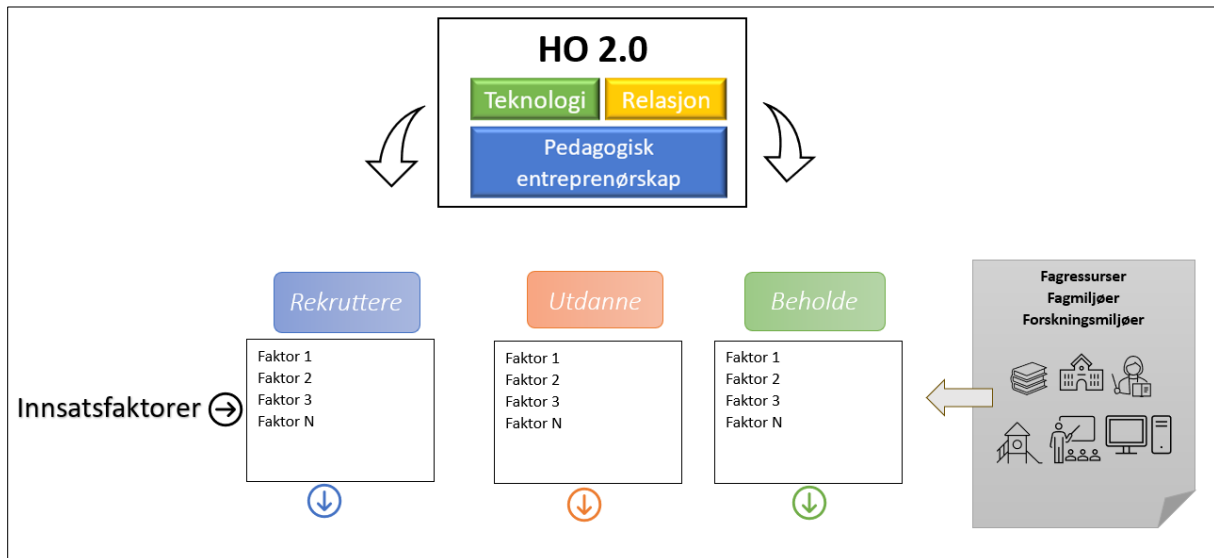 HO 2.0
Teknologi
Relasjon
Pedagogisk
entreprenørskap
Rekruttere
Utdanne
Beholde
Fagressurser
Fagmiljøer
Forskningsmiljøer
Innsatsfaktorer
Faktor 1
Faktor 2
Faktor 3
Faktor N
Faktor 1
Faktor 2
Faktor 3
Faktor N
Faktor 1
Faktor 2
Faktor 3
Faktor N